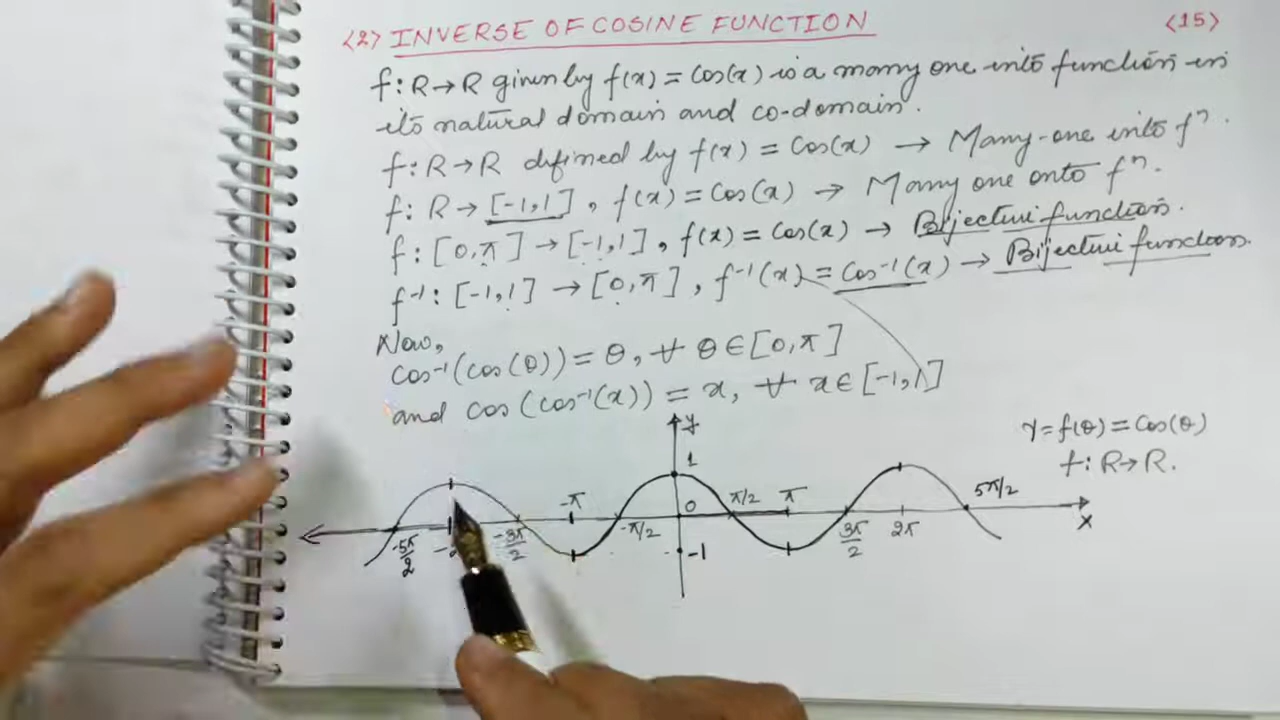 <2> INVERSE OF COSINE FUNCTION
<15>
f: R→R given by f(x) = Cos(x) is a many one into function in
its natural domain and co-domain.
f: R→R defined by f(x) = Cos(x) → Many-one into fⁿ.
f: R→[-1,1], f(x) = Cos(x) → Many one onto fⁿ.
f: [0,π]→[-1,1], f(x) = Cos(x) → Bijective function.
f⁻¹: [-1,1] → [0,π], f⁻¹(x) = Cos⁻¹(x) → Bijective function.
Now,
Cos⁻¹(cos(θ)) = θ, ∀ θ∈[0,π]
and cos(cos⁻¹(x)) = x, ∀ x∈[-1,1]
y
Y = f(θ) = Cos(θ)
f: R→R.
1
-π
0
π/2
π
5π/2
-5π/2
-3π/2
-π/2
-1
3π/2
2π
x